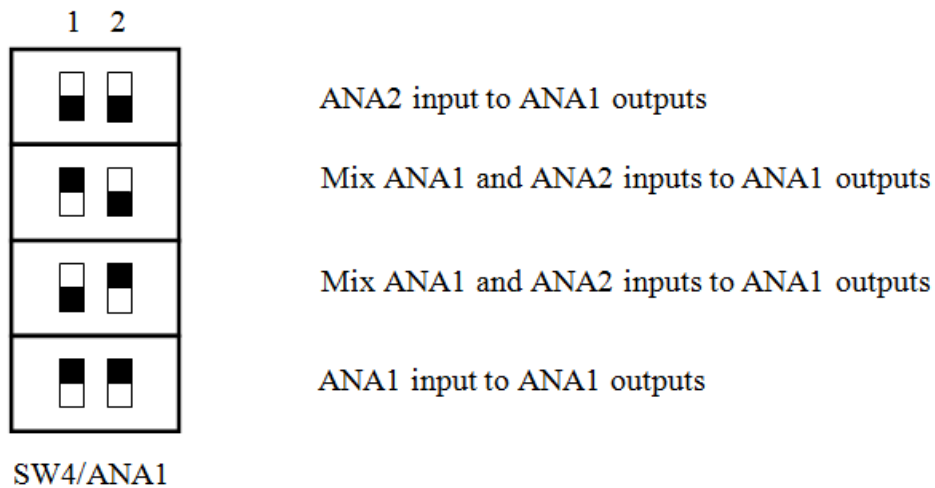 1 2
ANA2 input to ANA1 outputs
Mix ANA1 and ANA2 inputs to ANA1 outputs
Mix ANA1 and ANA2 inputs to ANA1 outputs
ANA1 input to ANA1 outputs
SW4/ANA1